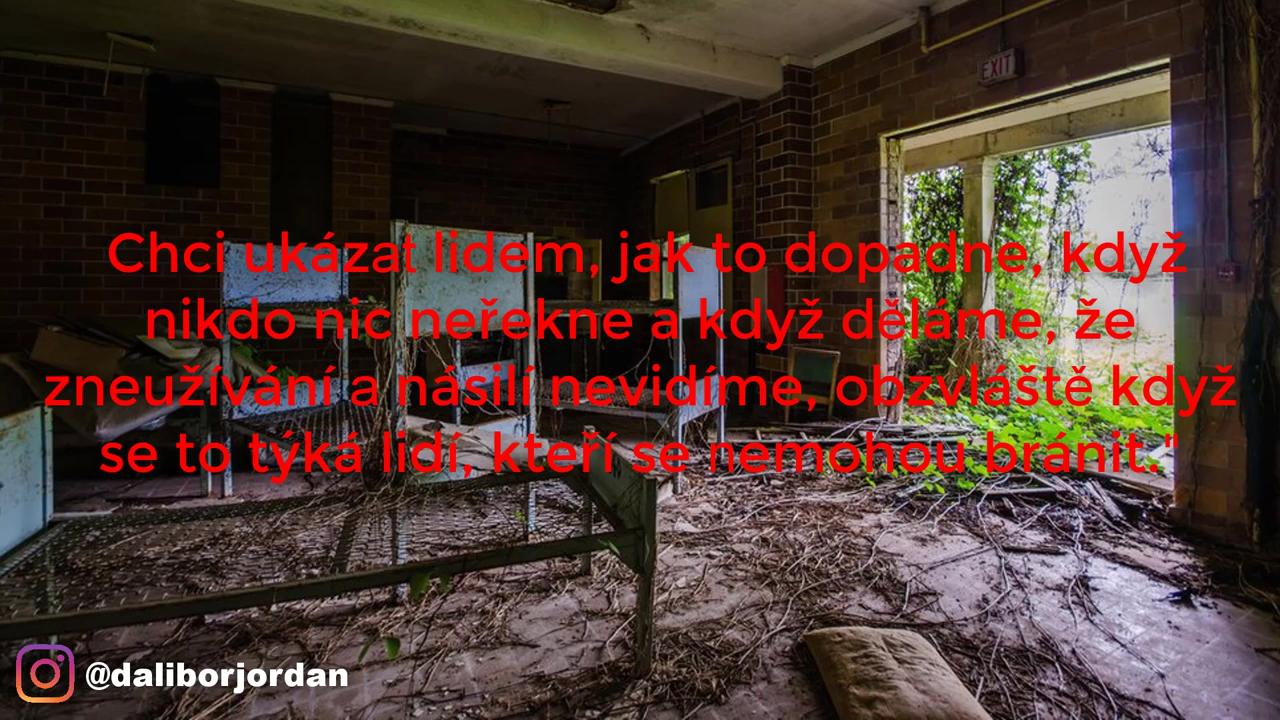 EXIT
Chci ukázat lidem, jak to dopadne, když
nikdo nic neřekne a když děláme, že
zneužívání a násilí nevidíme, obzvláště když
se to týká lidí, kteří se nemohou bránit."
@daliborjordan